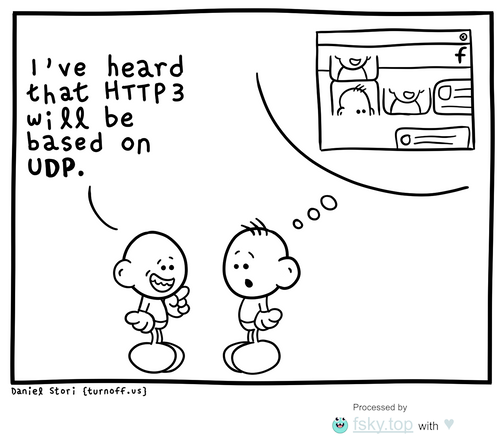 I've heard
that HTTP3
will be
based on
UDP.
f
Daniel Stori {turnoff.us}
Processed by
fsky.top with ♥